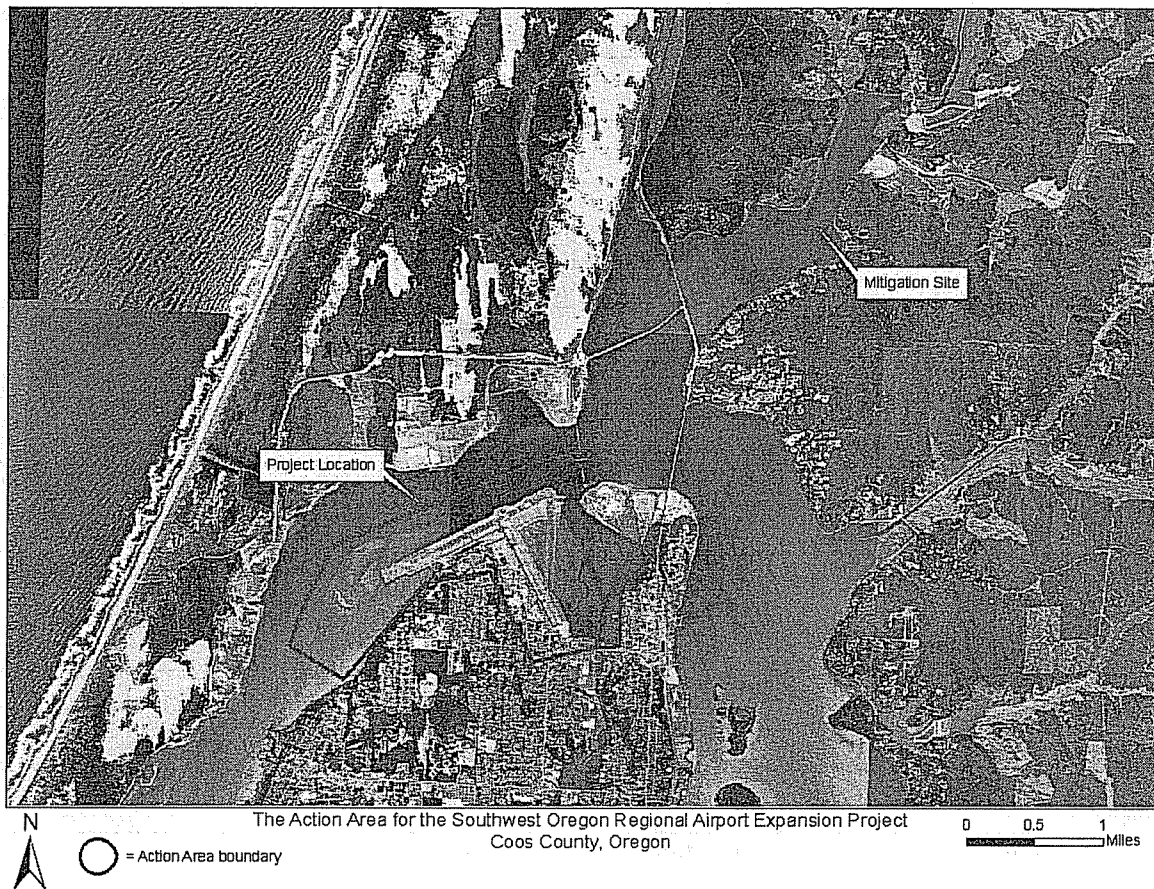 Mitigation Site
Project Location
N
The Action Area for the Southwest Oregon Regional Airport Expansion Project
Coos County, Oregon
= Action Area boundary
0 0.5 1
Miles